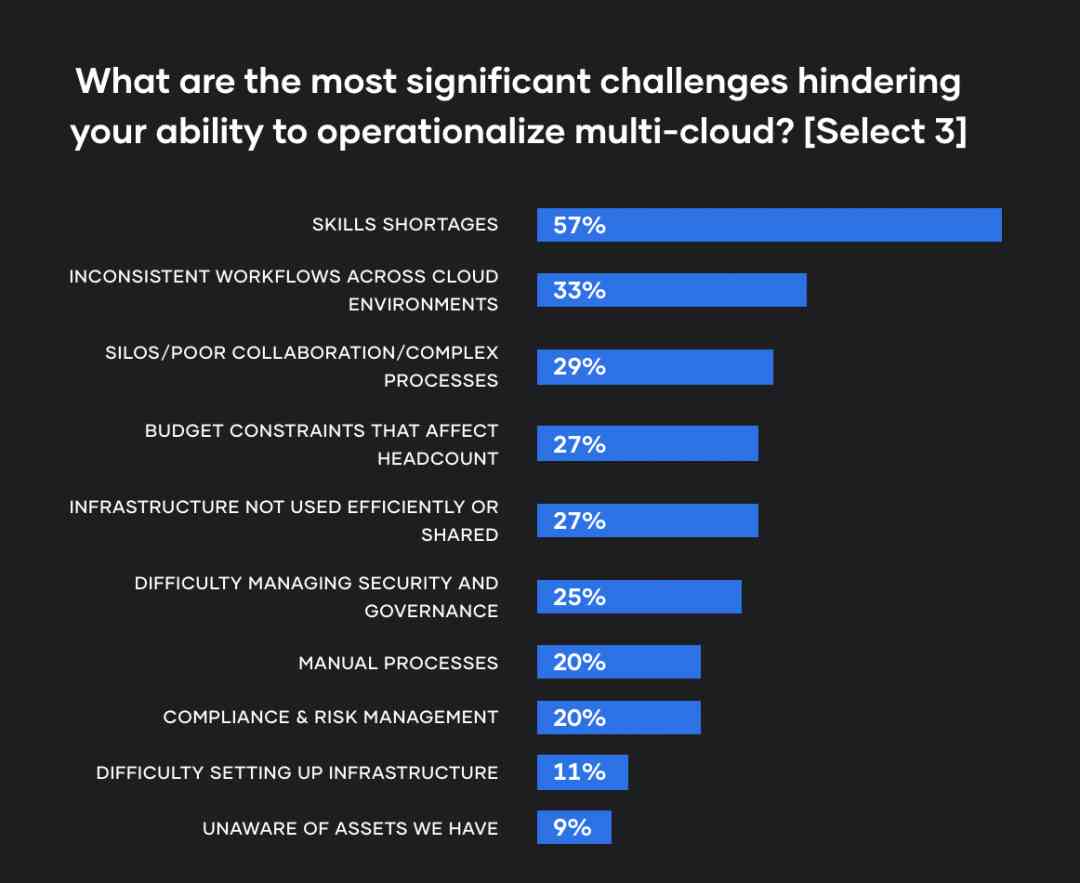 What are the most significant challenges hindering
your ability to operationalize multi-cloud? [Select 3]
SKILLS SHORTAGES
57%
INCONSISTENT WORKFLOWS ACROSS CLOUD
ENVIRONMENTS
33%
SILOS/POOR COLLABORATION/COMPLEX
PROCESSES
29%
BUDGET CONSTRAINTS THAT AFFECT
HEADCOUNT
27%
INFRASTRUCTURE NOT USED EFFICIENTLY OR
SHARED
27%
DIFFICULTY MANAGING SECURITY AND
GOVERNANCE
25%
MANUAL PROCESSES
20%
COMPLIANCE & RISK MANAGEMENT
20%
DIFFICULTY SETTING UP INFRASTRUCTURE
11%
UNAWARE OF ASSETS WE HAVE
9%